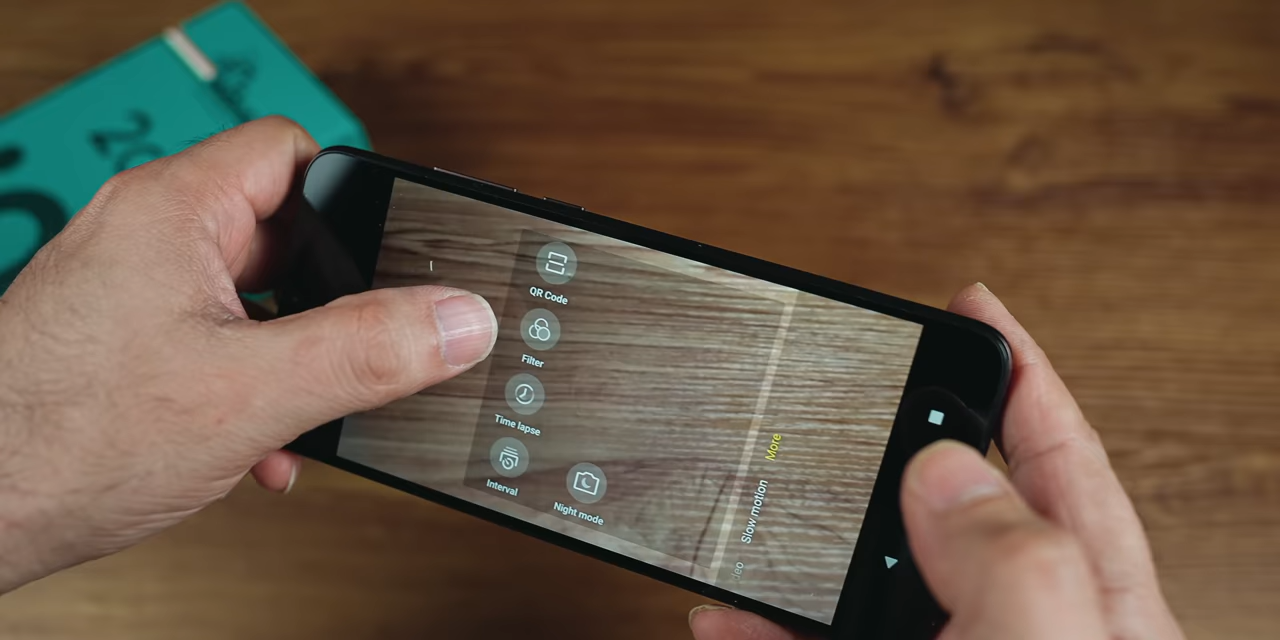 QR Code
Filter
Time lapse
Interval
Night mode
More
Slow motion